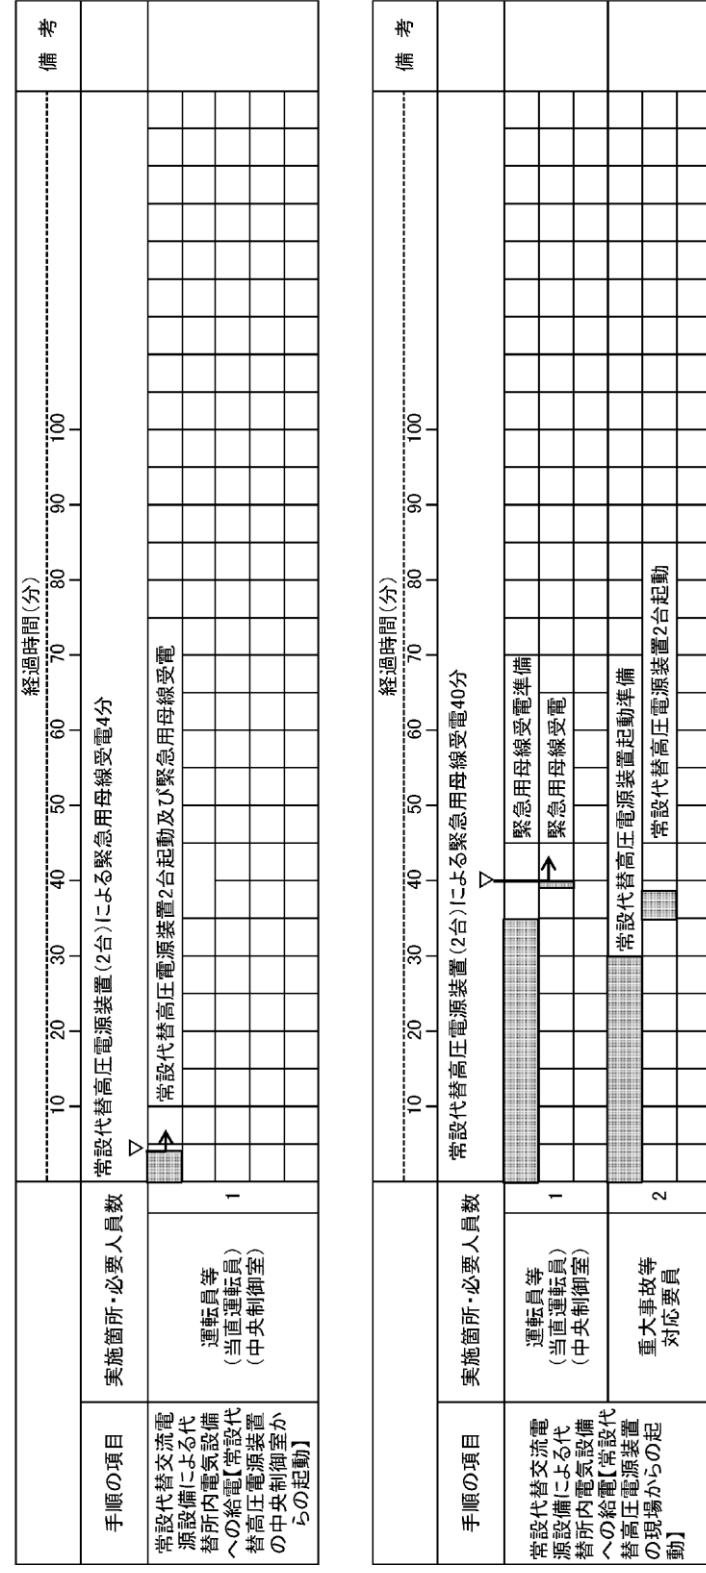 経過時間(分)
備 考
10 20 30 40 50 60 70 80 90 100
手順の項目
実施箇所・必要人員数
常設代替高圧電源装置(2台)による緊急用母線受電4分
▽
常設代替交流電
源設備による代
替所内電気設備
への給電【常設代
替高圧電源装置
の中央制御室か
らの起動】
運転員等
(当直運転員)
(中央制御室)
1
常設代替高圧電源装置2台起動及び緊急用母線受電
経過時間(分)
備 考
10 20 30 40 50 60 70 80 90 100
手順の項目
実施箇所・必要人員数
常設代替高圧電源装置(2台)による緊急用母線受電40分
▽
常設代替交流電
源設備による代
替所内電気設備
への給電【常設代
替高圧電源装置
の現場からの起
動】
運転員等
(当直運転員)
(中央制御室)
1
緊急用母線受電準備
緊急用母線受電
重大事故等
対応要員
2
常設代替高圧電源装置起動準備
常設代替高圧電源装置2台起動